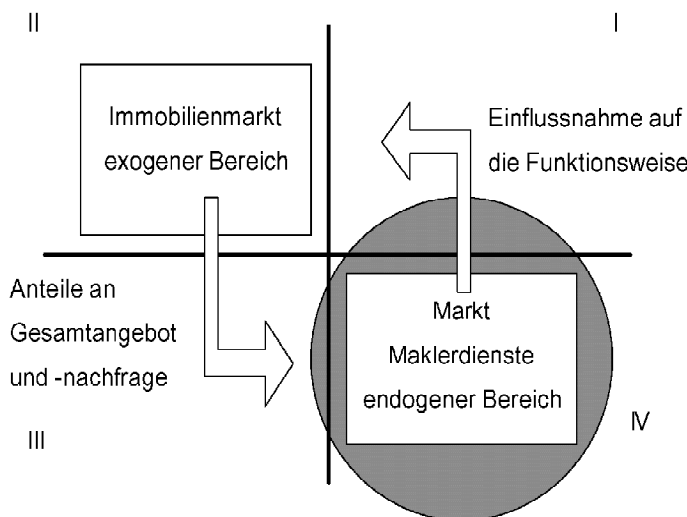 II
I
Immobilienmarkt
exogener Bereich
Einflussnahme auf
die Funktionsweise
Anteile an
Gesamtangebot
und -nachfrage
Markt
Maklerdienste
endogener Bereich
III
IV